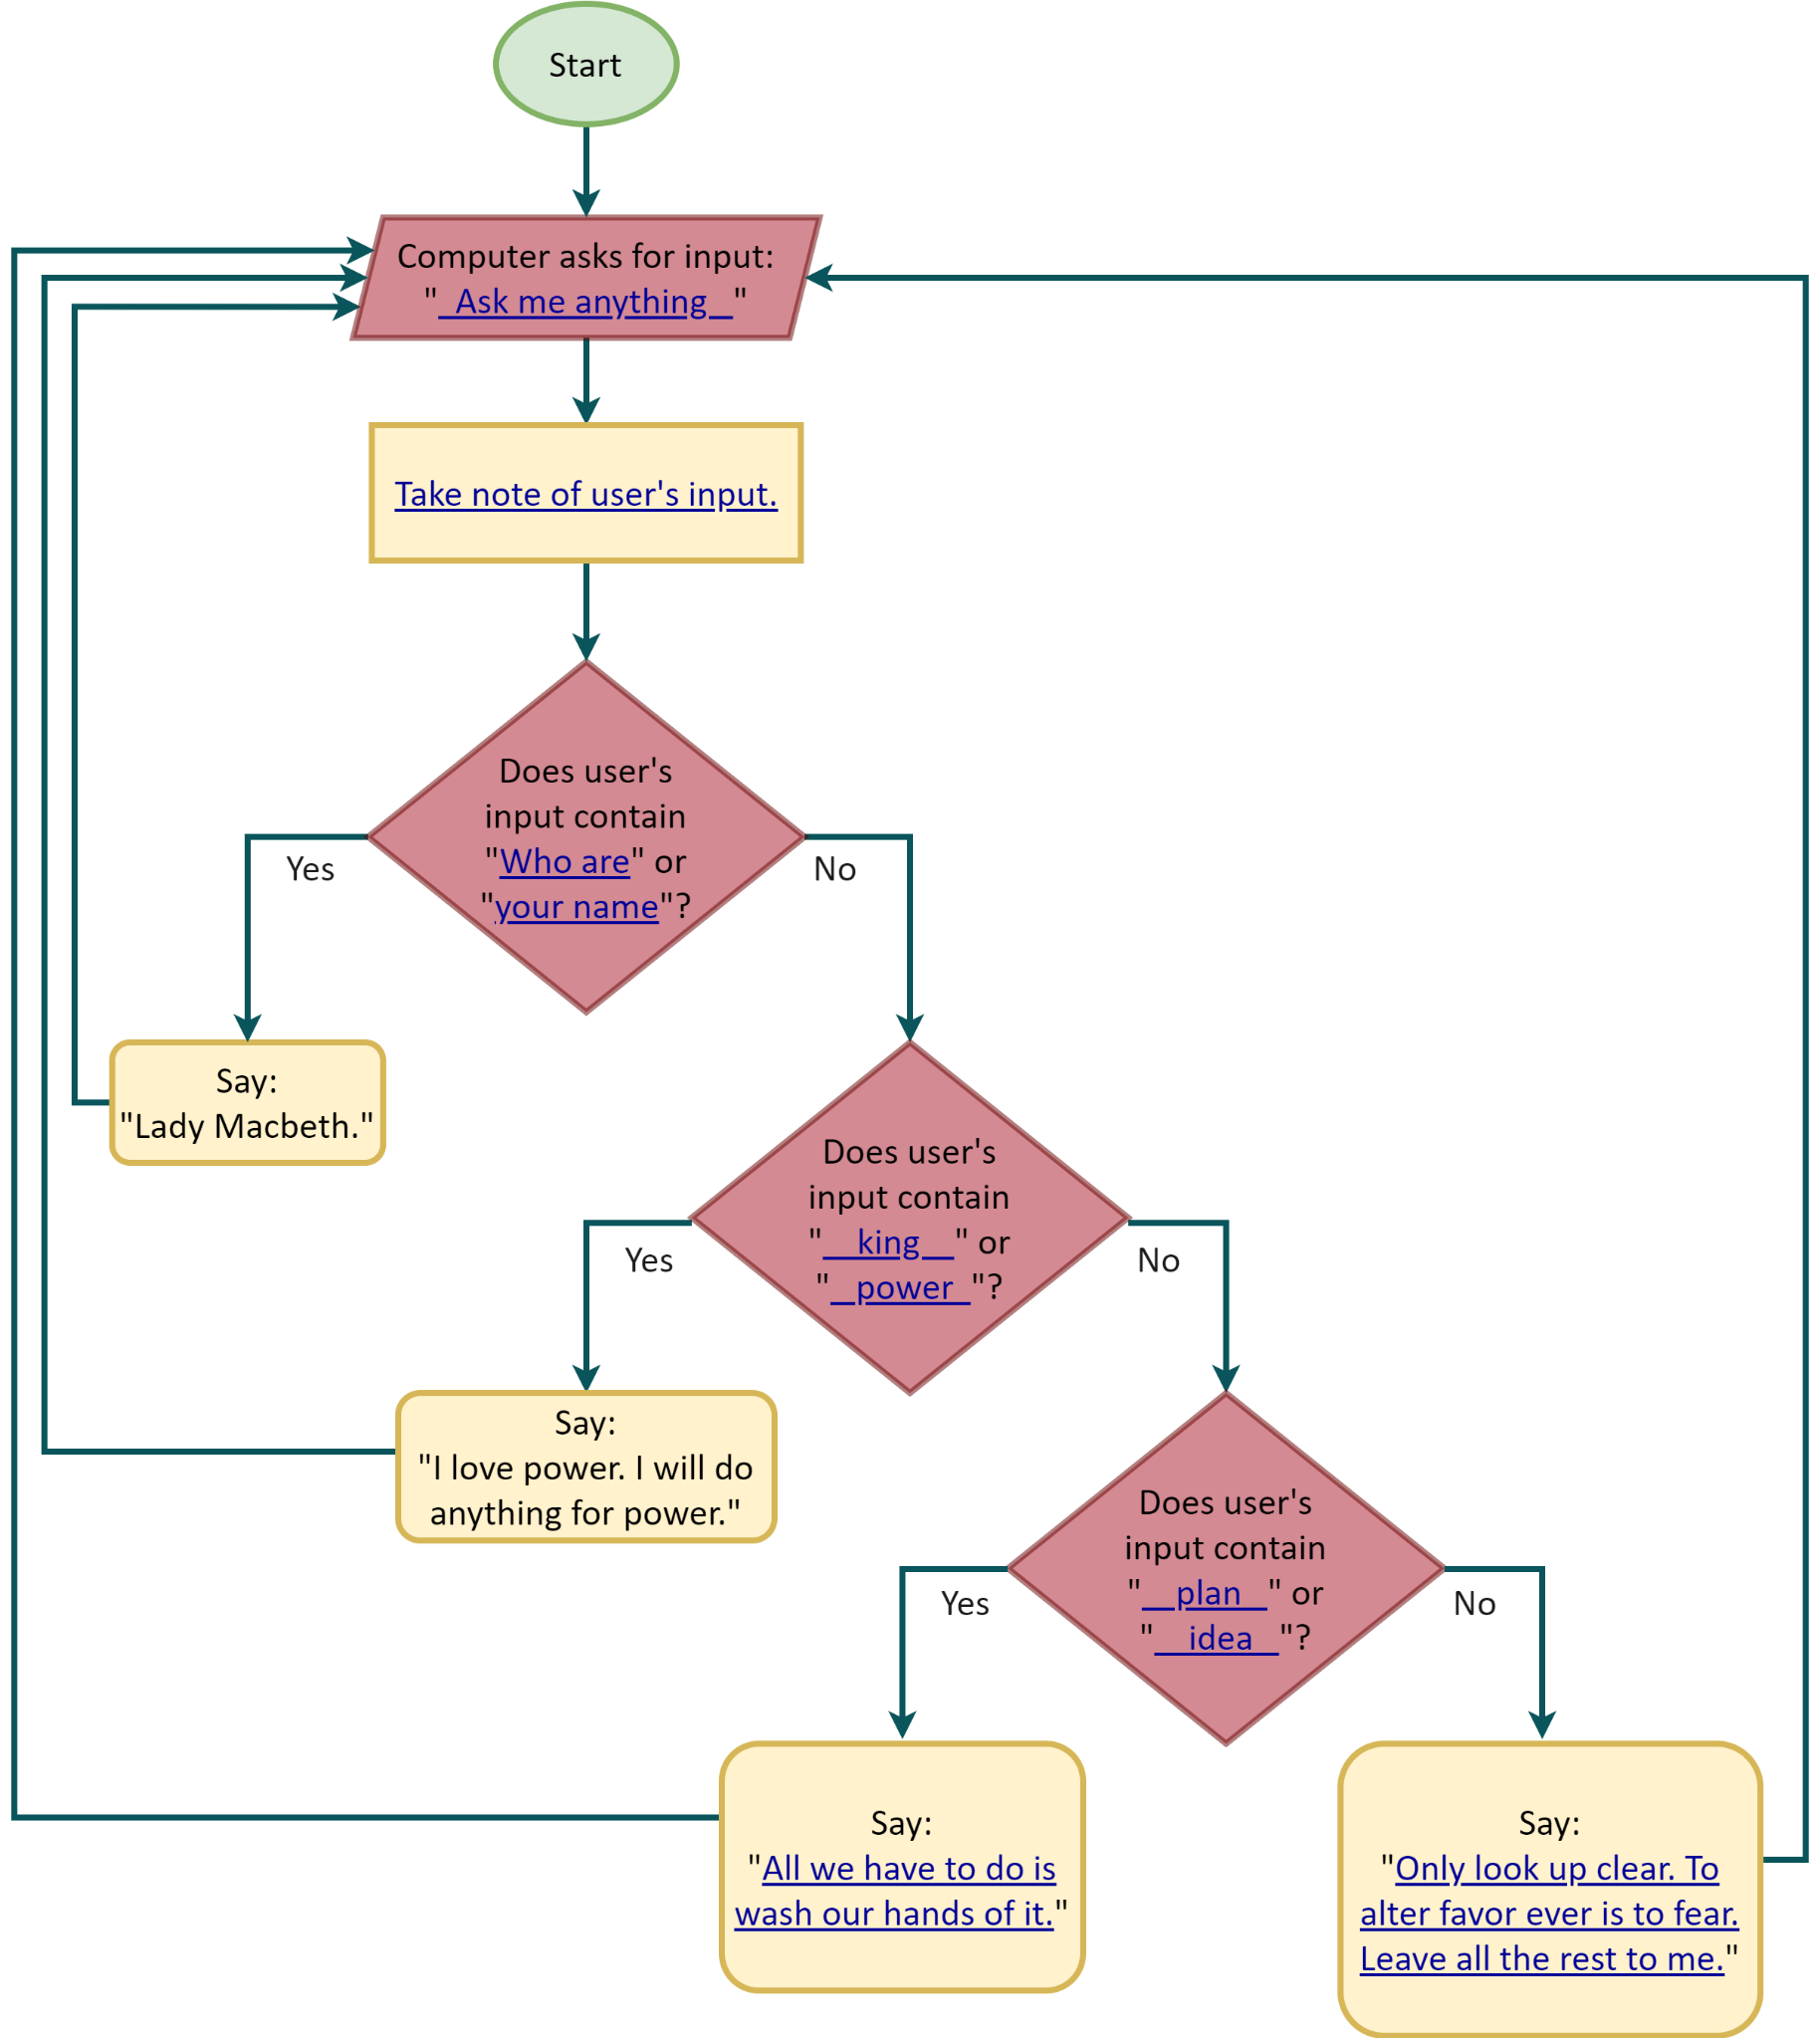 Start
Computer asks for input:
"  Ask me anything  "
Take note of user's input.
Does user's
input contain
"Who are" or
"your name"?
Yes
No
Say:
"Lady Macbeth."
Does user's
input contain
"    king    " or
"   power  "?
Yes
No
Say:
"I love power. I will do
anything for power."
Does user's
input contain
"    plan   " or
"    idea   "?
Yes
No
Say:
"All we have to do is
wash our hands of it."
Say:
"Only look up clear. To
alter favor ever is to fear.
Leave all the rest to me."